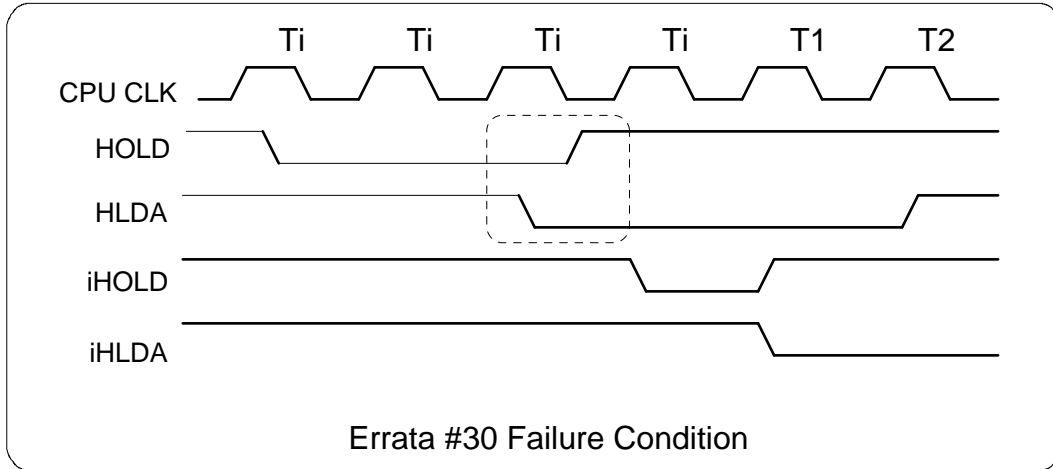 Ti Ti Ti Ti T1 T2
CPU CLK
HOLD
HLDA
iHOLD
iHLDA
Errata #30 Failure Condition